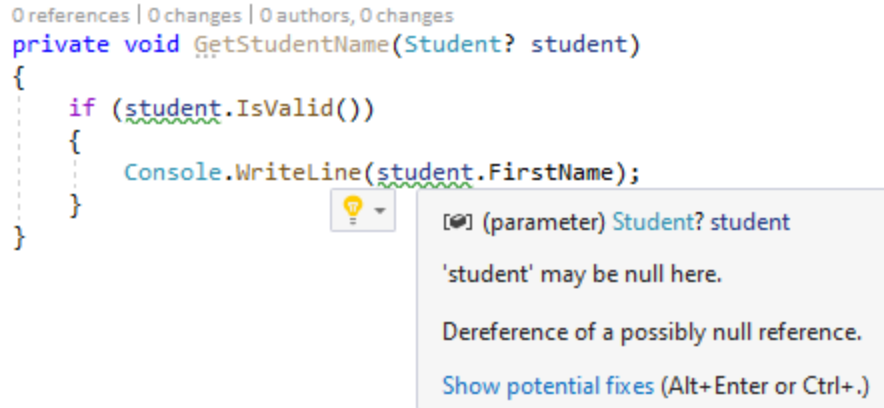 0 references | 0 changes | 0 authors, 0 changes
private void GetStudentName(Student? student)
{
if (student.IsValid())
{
Console.WriteLine(student.FirstName);
}
}
(parameter) Student? student
'student' may be null here.
Dereference of a possibly null reference.
Show potential fixes (Alt+Enter or Ctrl+.)